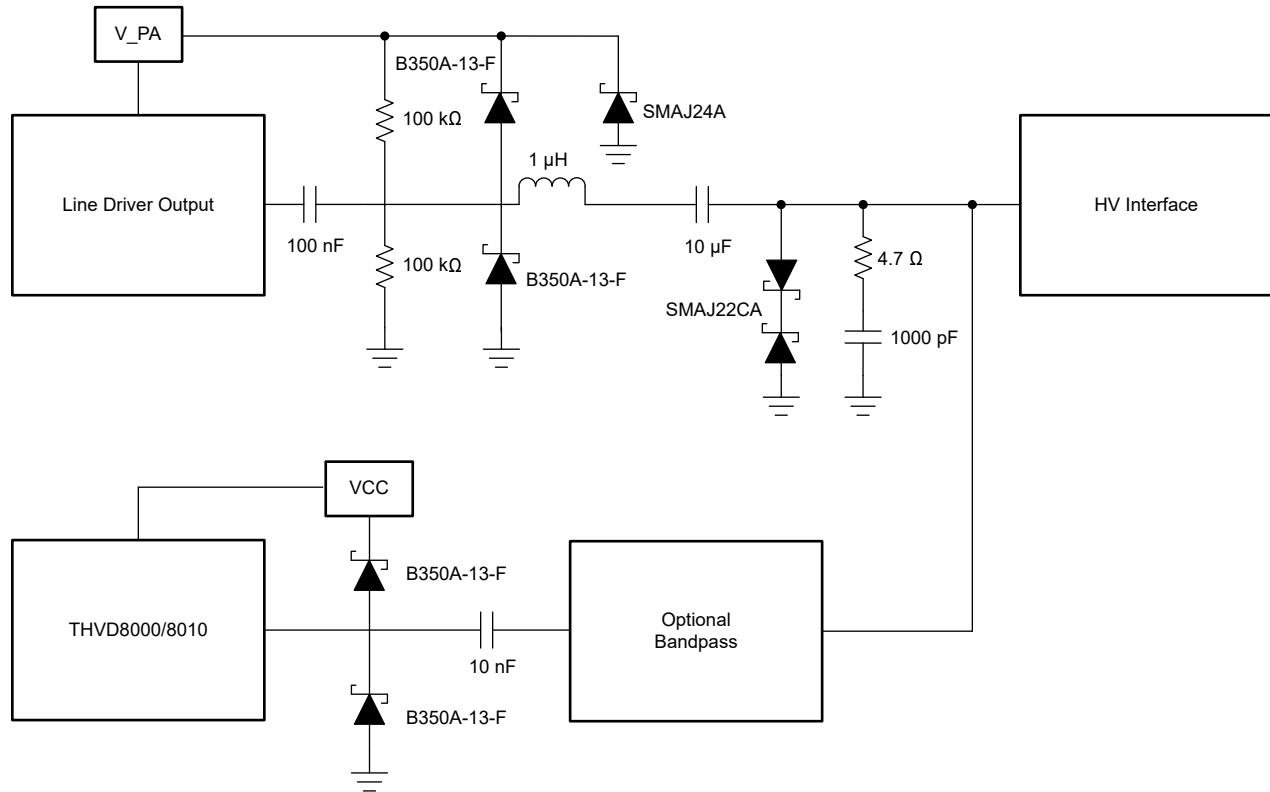 V_PA
B350A-13-F
100 kΩ
SMAJ24A
1 µH
Line Driver Output
HV Interface
100 nF
10 µF
100 kΩ
B350A-13-F
4.7 Ω
SMAJ22CA
1000 pF
VCC
B350A-13-F
THVD8000/8010
Optional
Bandpass
10 nF
B350A-13-F